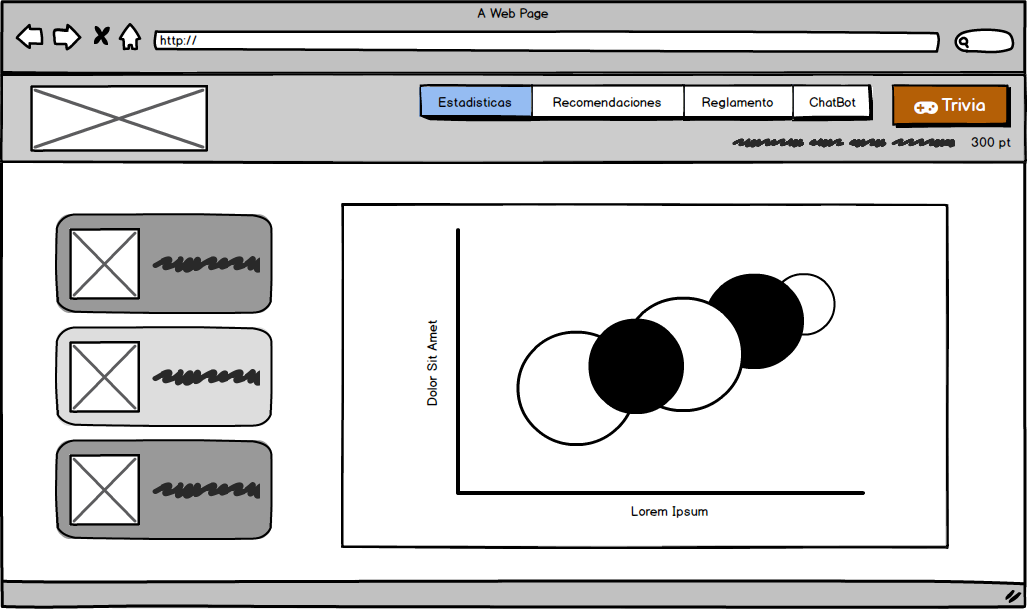 A Web Page
http://
Estadisticas
Recomendaciones
Reglamento
ChatBot
Trivia
300 pt
Dolor Sit Amet
Lorem Ipsum